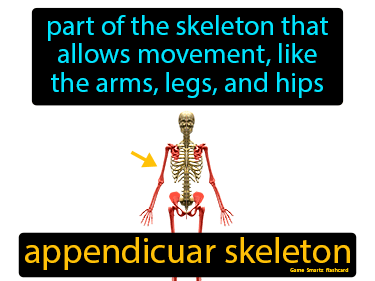 part of the skeleton that
allows movement, like
the arms, legs, and hips
appendicuar skeleton
Game Smartz flashcard